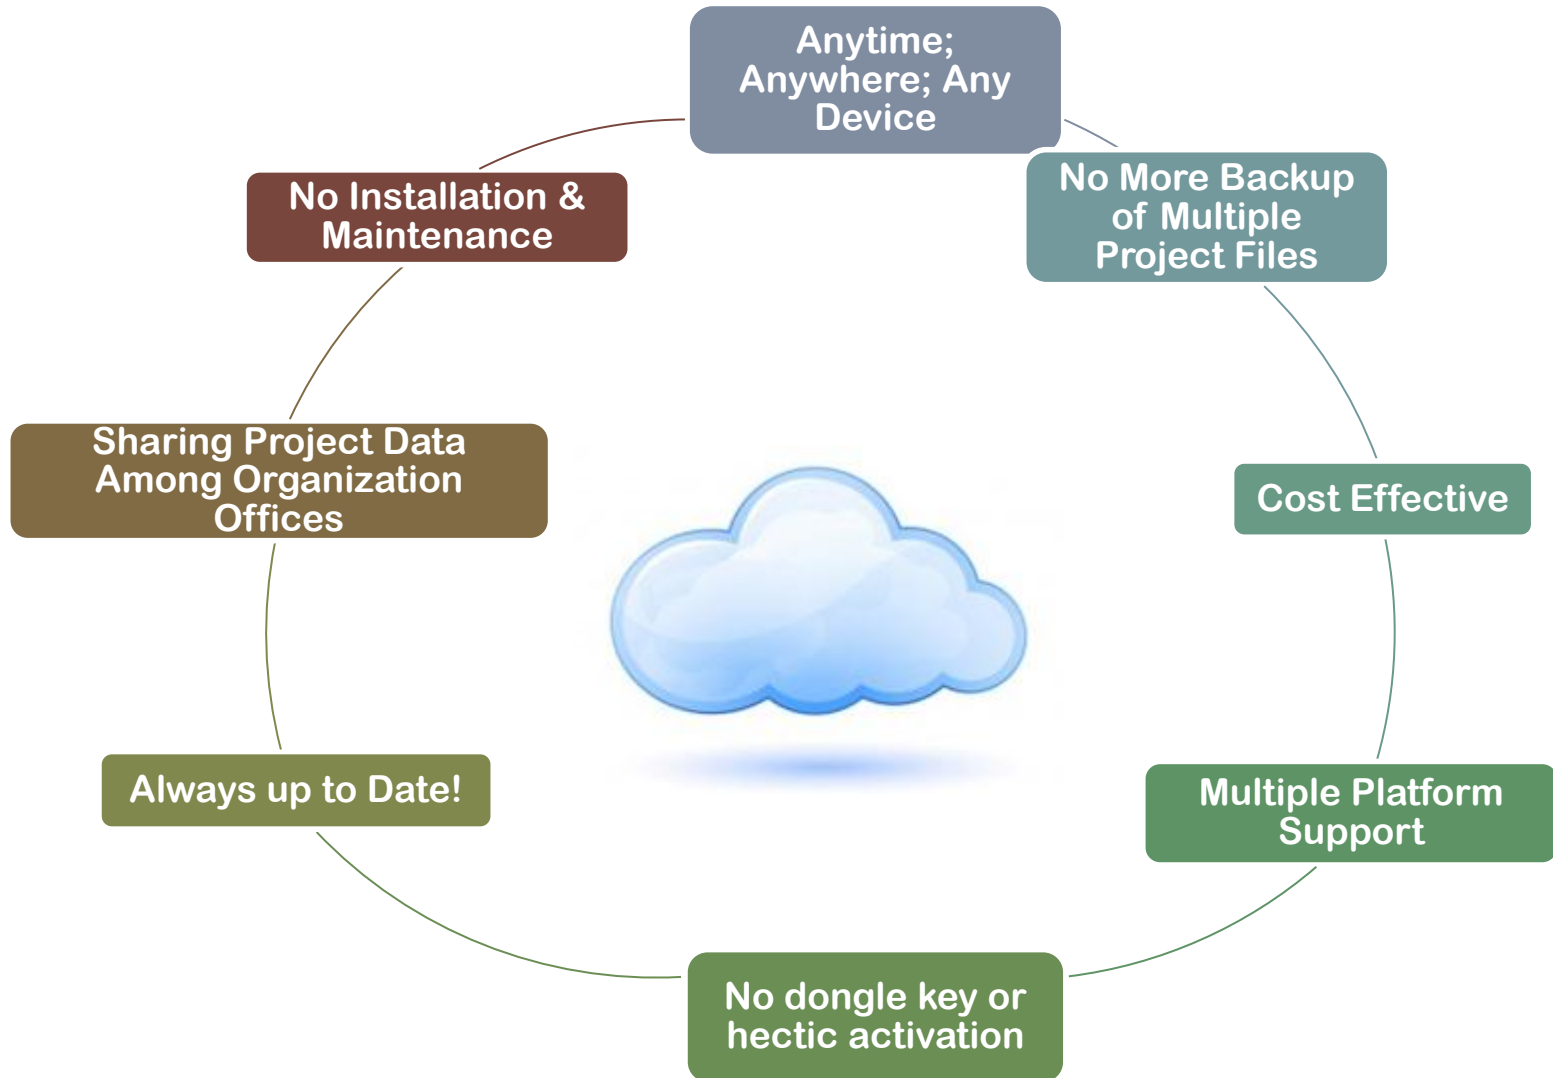 Anytime;
Anywhere; Any
Device
No More Backup
of Multiple
Project Files
Cost Effective
Multiple Platform
Support
No dongle key or
hectic activation
Always up to Date!
Sharing Project Data
Among Organization
Offices
No Installation &
Maintenance